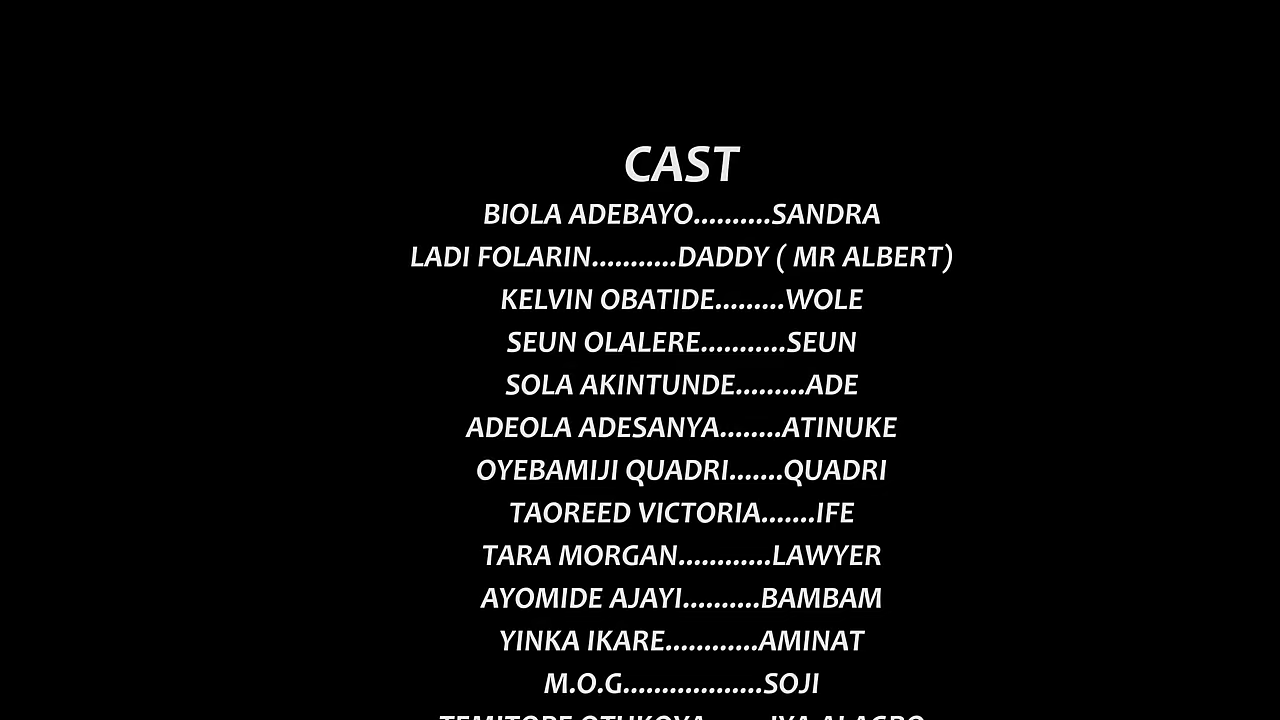 CAST
BIOLA ADEBAYO..........SANDRA
LADI FOLARIN...........DADDY ( MR ALBERT)
KELVIN OBATIDE.........WOLE
SEUN OLALERE...........SEUN
SOLA AKINTUNDE.........ADE
ADEOLA ADESANYA........ATINUKE
OYEBAMIJI QUADRI.......QUADRI
TAOREED VICTORIA.......IFE
TARA MORGAN............LAWYER
AYOMIDE AJAYI..........BAMBAM
YINKA IKARE............AMINAT
M.O.G..................SOJI